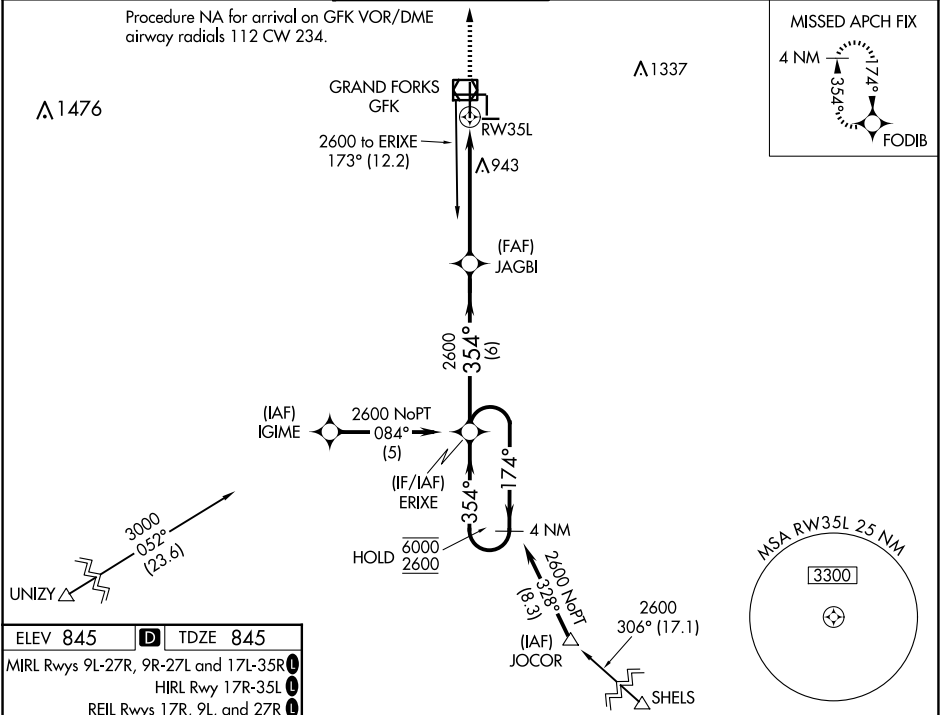 Procedure NA for arrival on GFK VOR/DME
airway radials 112 CW 234.
MISSED APCH FIX
4 NM
354°
174°
FODIB
1476
1337
GRAND FORKS
GFK
RW35L
2600 to ERIXE
173° (12.2)
943
(FAF)
JAGBI
2600
354°
(6)
(IAF)
IGIME
2600 NoPT
084°
(5)
(IF/IAF)
ERIXE
354°
174°
4 NM
HOLD
6000
2600
3000
052°
(23.6)
UNIZY
2600 NoPT
328°
(8.3)
(IAF)
JOCOR
2600
306° (17.1)
SHELS
MSA RW35L 25 NM
3300
ELEV 845 D TDZE 845
MIRL Rwys 9L-27R, 9R-27L and 17L-35R L
HIRL Rwy 17R-35L L
REIL Rwys 17R, 9L, and 27R L